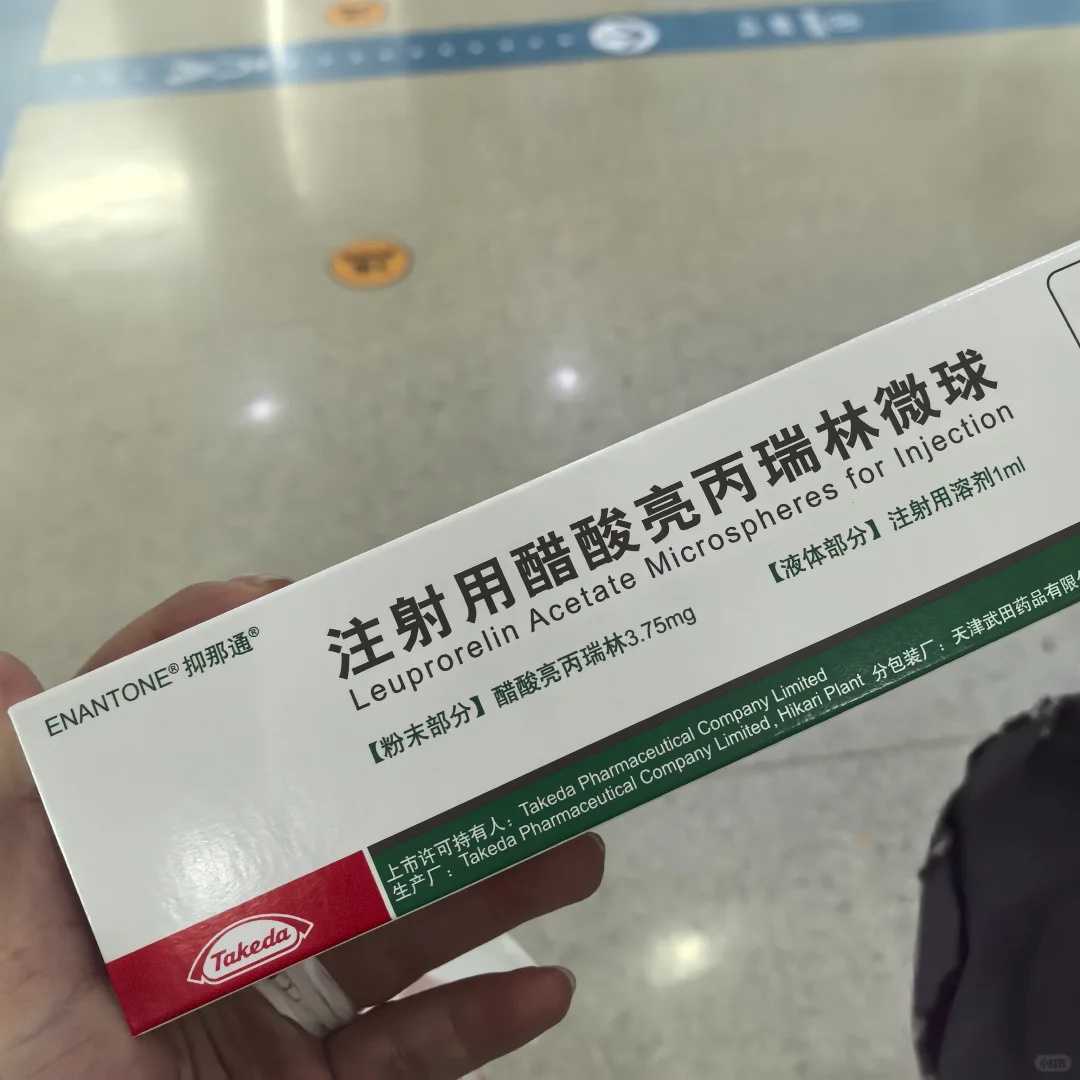 ENANTONE® 抑那通®
注射用醋酸亮丙瑞林微球
Leuprorelin Acetate Microspheres for Injection
【粉末部分】醋酸亮丙瑞林3.75mg
【液体部分】注射用溶剂1ml
上市许可持有人：Takeda Pharmaceutical Company Limited
生产厂：Takeda Pharmaceutical Company Limited, Hikari Plant 分包装厂：天津武田药品有限
Takeda